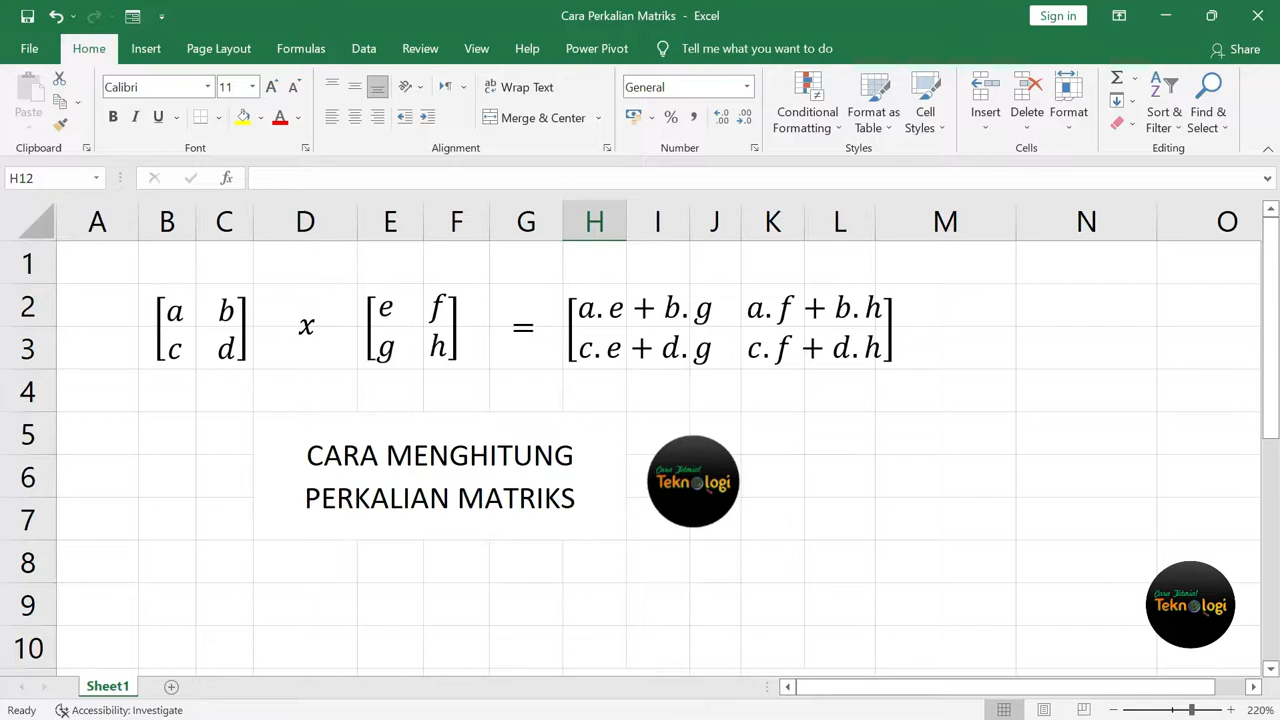 Cara Perkalian Matriks - Excel
Sign in
File Home Insert Page Layout Formulas Data Review View Help Power Pivot Tell me what you want to do Share
Paste
Calibri 11
B I U A
Wrap Text
Merge & Center
General
%
Conditional Formatting
Format as Table
Cell Styles
Insert Delete Format
Sort & Filter
Find & Select
Clipboard Font Alignment Number Styles Cells Editing
H12 fx
A B C D E F G H I J K L M N O
1
2
3
4
5
6
7
8
9
10
[a b] [e f] [a.e + b.g a.f + b.h]
x =
[c d] [g h] [c.e + d.g c.f + d.h]
CARA MENGHITUNG
PERKALIAN MATRIKS
Cara Tutorial
Teknologi
Cara Tutorial
Teknologi
Sheet1
Ready Accessibility: Investigate 220%